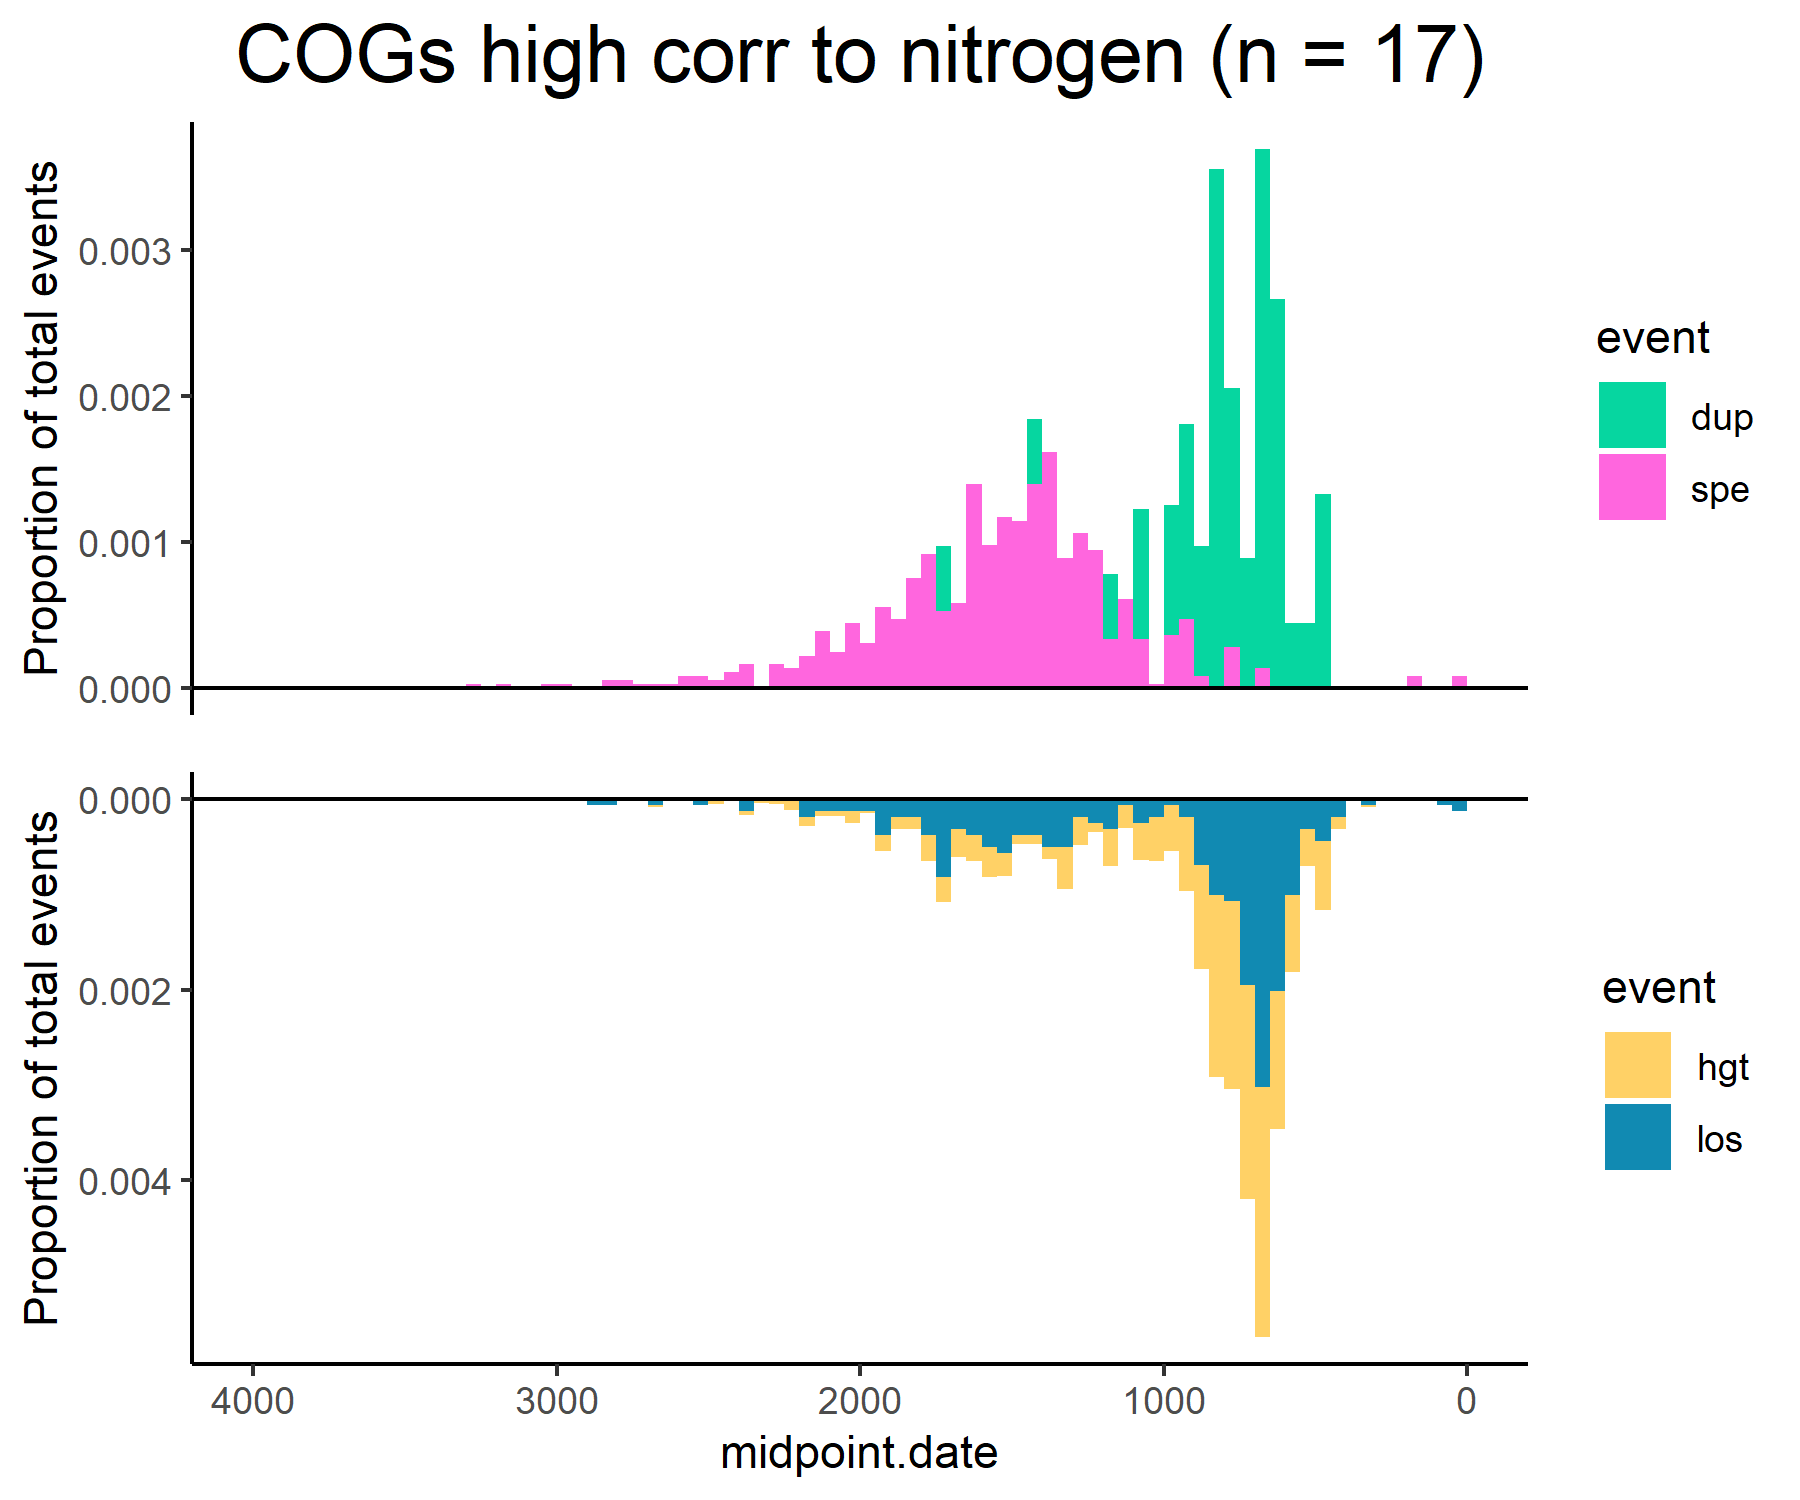 COGs high corr to nitrogen (n = 17)
Proportion of total events
0.003
0.002
0.001
0.000
event
dup
spe
Proportion of total events
0.000
0.002
0.004
event
hgt
los
4000 3000 2000 1000 0
midpoint.date